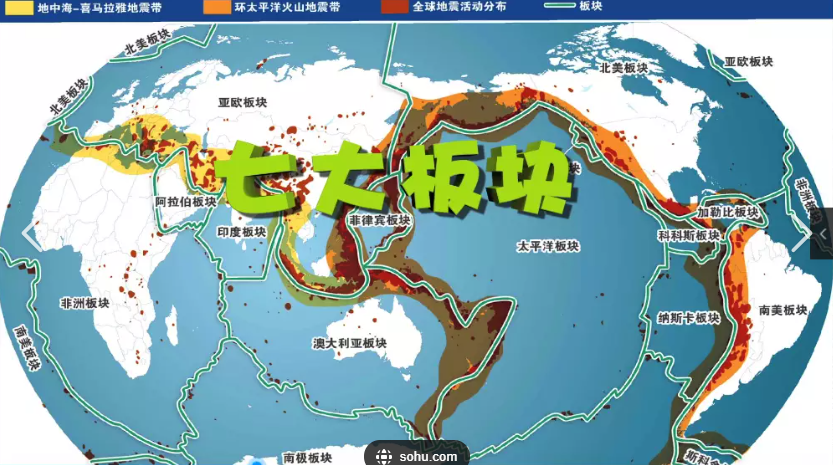 地中海-喜马拉雅地震带
环太平洋火山地震带
全球地震活动分布
板块
北美板块
北美板块
亚欧板块
北美板块
亚欧板块
七大板块
阿拉伯板块
印度板块
菲律宾板块
太平洋板块
加勒比板块
科科斯板块
非洲板块
非洲板块
南美板块
澳大利亚板块
纳斯卡板块
南美板块
南极板块
sohu.com